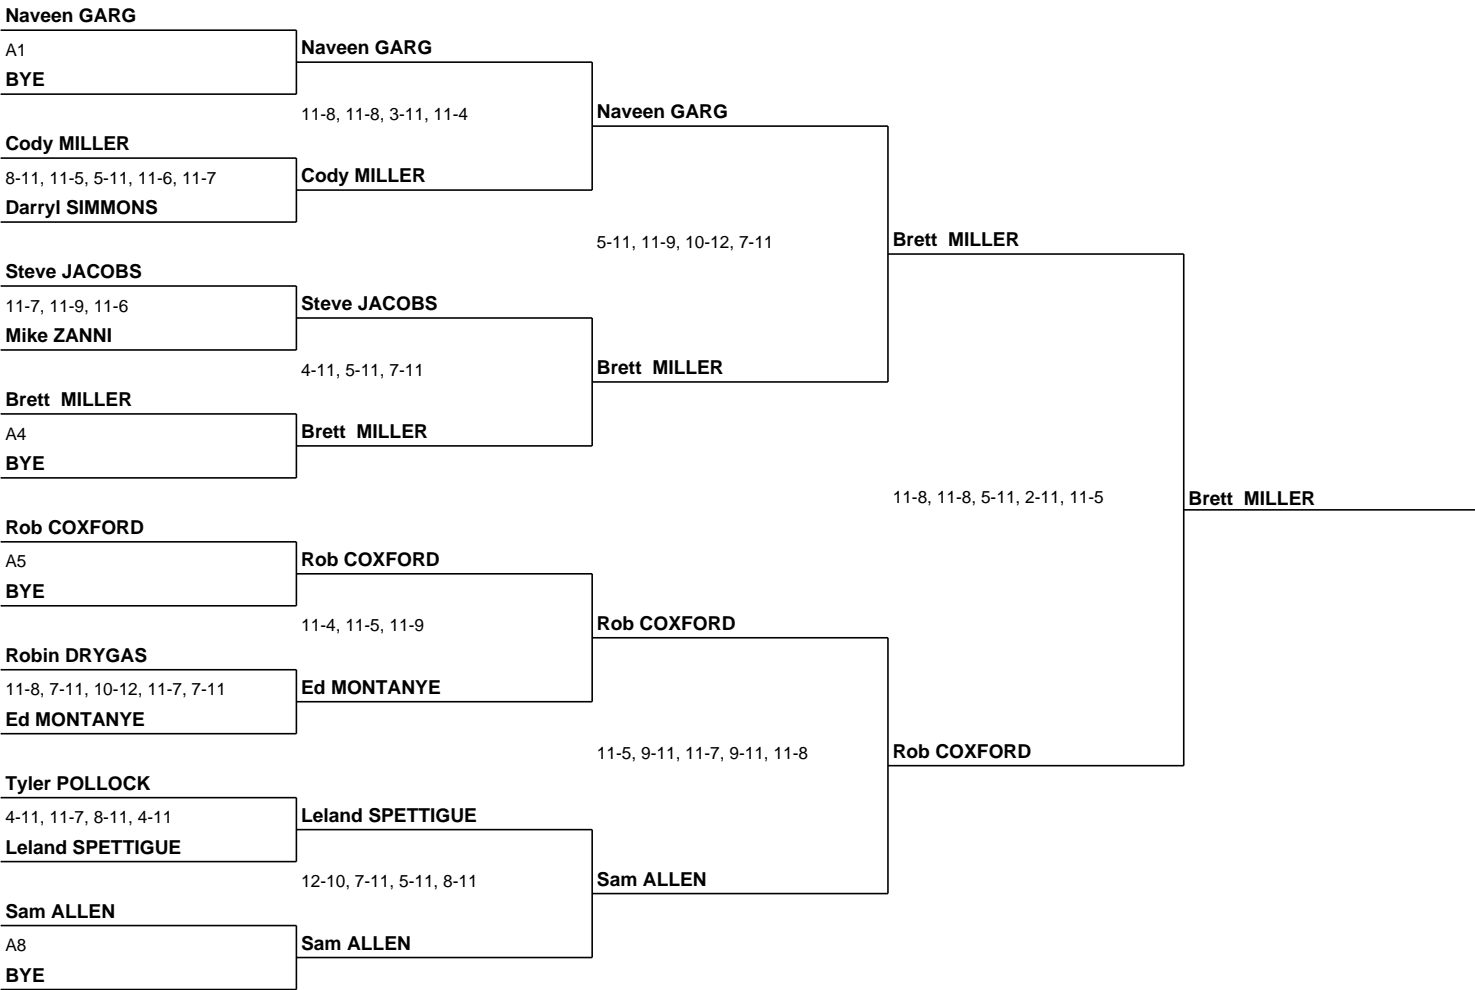 Naveen GARG
A1
BYE
Cody MILLER
8-11, 11-5, 5-11, 11-6, 11-7
Darryl SIMMONS
Steve JACOBS
11-7, 11-9, 11-6
Mike ZANNI
Brett  MILLER
A4
BYE
Rob COXFORD
A5
BYE
Robin DRYGAS
11-8, 7-11, 10-12, 11-7, 7-11
Ed MONTANYE
Tyler POLLOCK
4-11, 11-7, 8-11, 4-11
Leland SPETTIGUE
Sam ALLEN
A8
BYE
Naveen GARG
11-8, 11-8, 3-11, 11-4
Cody MILLER
Steve JACOBS
4-11, 5-11, 7-11
Brett  MILLER
Rob COXFORD
11-4, 11-5, 11-9
Ed MONTANYE
Leland SPETTIGUE
12-10, 7-11, 5-11, 8-11
Sam ALLEN
Naveen GARG
5-11, 11-9, 10-12, 7-11
Brett  MILLER
Rob COXFORD
11-5, 9-11, 11-7, 9-11, 11-8
Sam ALLEN
Brett  MILLER
11-8, 11-8, 5-11, 2-11, 11-5
Rob COXFORD
Brett  MILLER